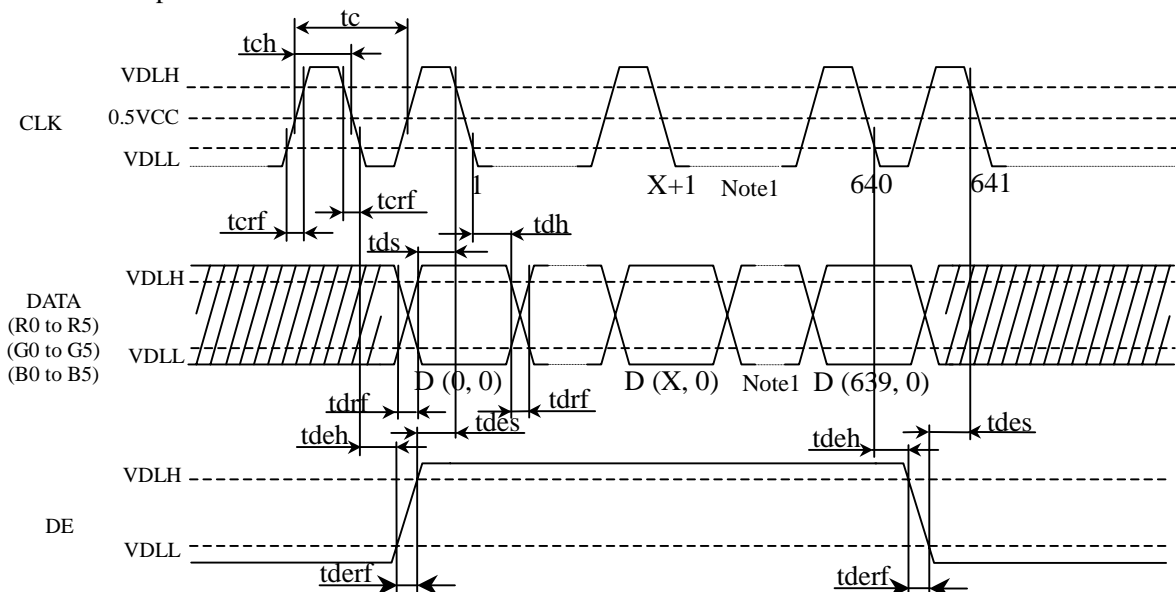 tc
tch
VDLH
CLK
0.5VCC
VDLL
1
X+1
Note1
640
641
tcrf
tcrf
tdh
tds
VDLH
DATA
(R0 to R5)
(G0 to G5)
(B0 to B5)
VDLL
D (0, 0)
D (X, 0)
Note1
D (639, 0)
tdrf
tdrf
tdeh
tdes
tdeh
tdes
VDLH
DE
VDLL
tderf
tderf